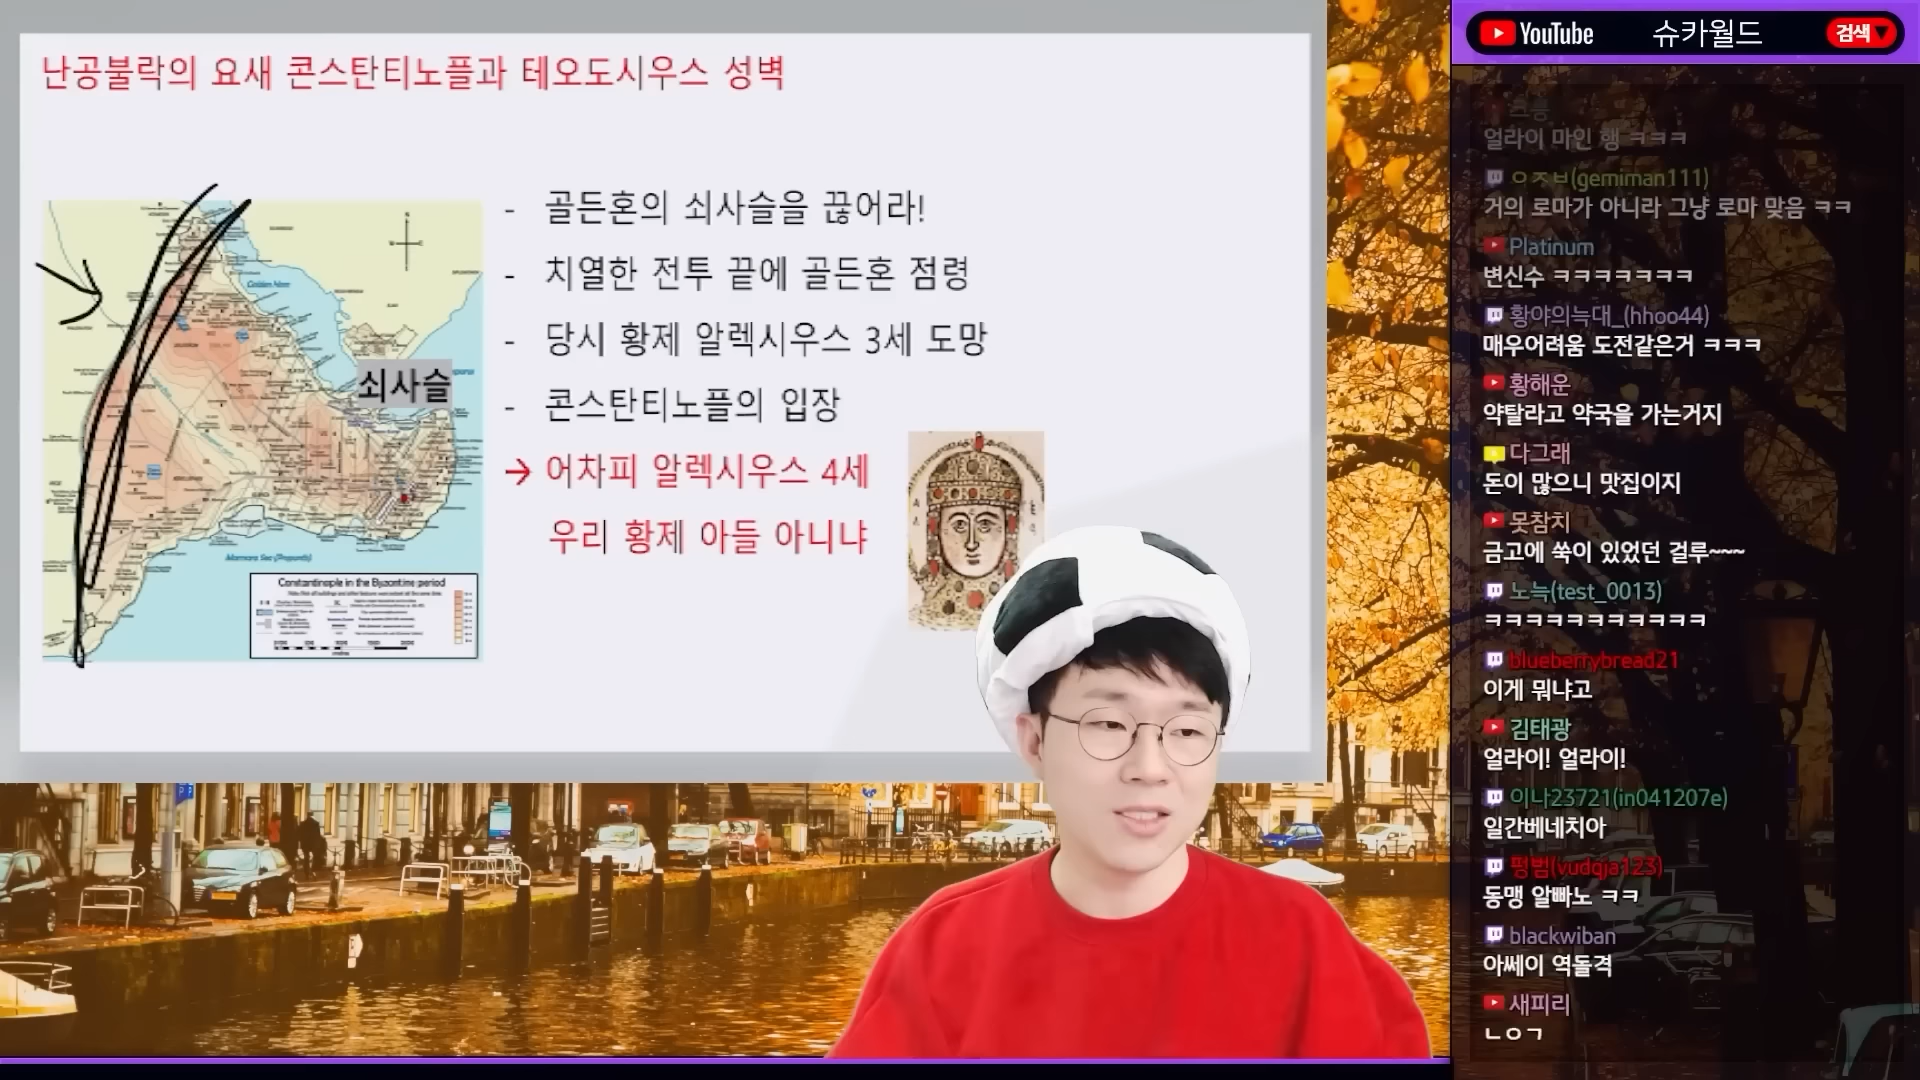 난공불락의 요새 콘스탄티노플과 테오도시우스 성벽
- 골든혼의 쇠사슬을 끊어라!
- 치열한 전투 끝에 골든혼 점령
- 당시 황제 알렉시우스 3세 도망
- 콘스탄티노플의 입장
→ 어차피 알렉시우스 4세
우리 황제 아들 아니냐
Golden Horn
쇠사슬
Marmara Sea (Propontis)
Constantinople in the Byzantine period
YouTube 슈카월드 검색
얼라이 마인 행 ㅋㅋㅋ
ㅇㅈㅂ(gemiman111)
거의 로마가 아니라 그냥 로마 맞음 ㅋㅋ
Platinum
변신수 ㅋㅋㅋㅋㅋㅋㅋ
황야의늑대_(hhoo44)
매우어려움 도전같은거 ㅋㅋㅋ
황해운
약탈라고 약국을 가는거지
다그래
돈이 많으니 맛집이지
못참치
금고에 쑥이 있었던 걸루~~~
노늑(test_0013)
ㅋㅋㅋㅋㅋㅋㅋㅋㅋㅋㅋ
blueberrybread21
이게 뭐냐고
김태광
얼라이! 얼라이!
이나23721(in041207e)
일간베네치아
평범(vudqja123)
동맹 알빠노 ㅋㅋ
blackwiban
아쎄이 역돌격
새피리
ㄴㅇㄱ